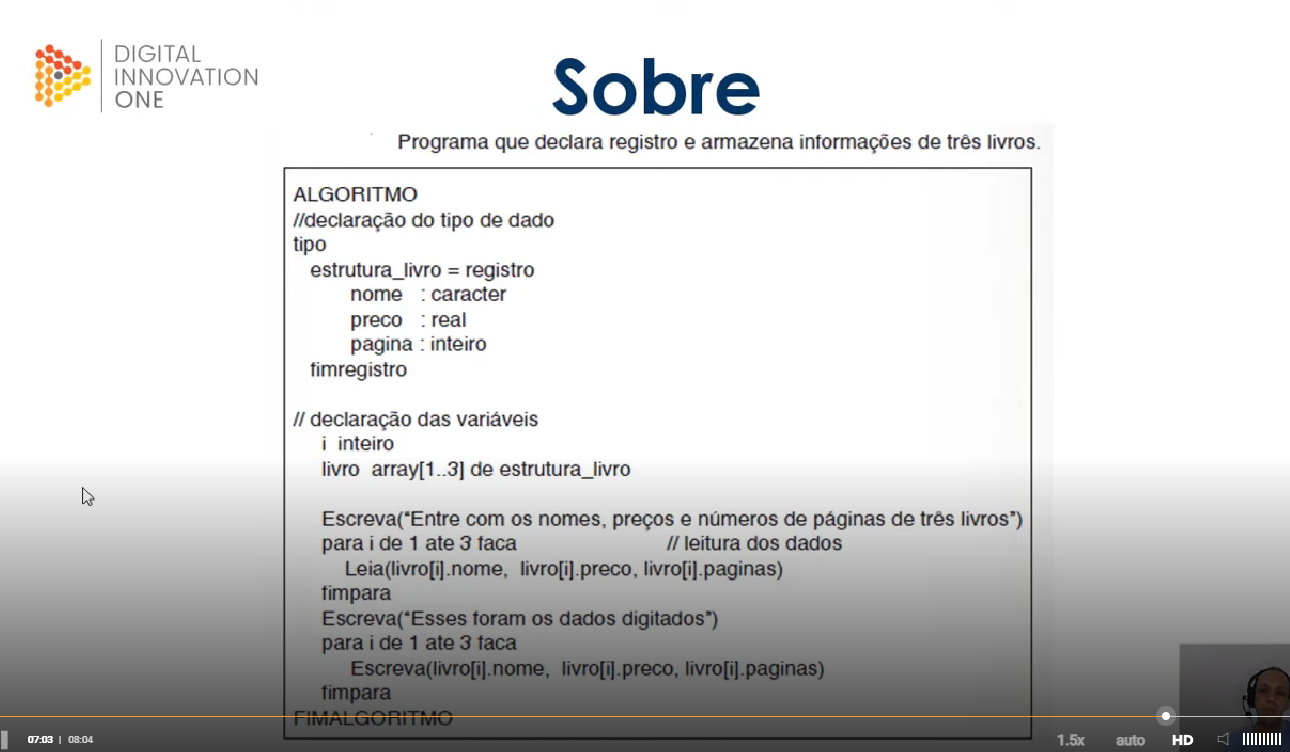 DIGITAL
INNOVATION
ONE
Sobre
Programa que declara registro e armazena informações de três livros.
ALGORITMO
//declaração do tipo de dado
tipo
estrutura_livro = registro
nome : caracter
preco : real
pagina : inteiro
fimregistro
// declaração das variáveis
i inteiro
livro array[1..3] de estrutura_livro
Escreva("Entre com os nomes, preços e números de páginas de três livros")
para i de 1 ate 3 faca // leitura dos dados
Leia(livro[i].nome, livro[i].preco, livro[i].paginas)
fimpara
Escreva("Esses foram os dados digitados")
para i de 1 ate 3 faca
Escreva(livro[i].nome, livro[i].preco, livro[i].paginas)
fimpara
FIMALGORITMO
07:03 | 08:04
1.5x auto HD